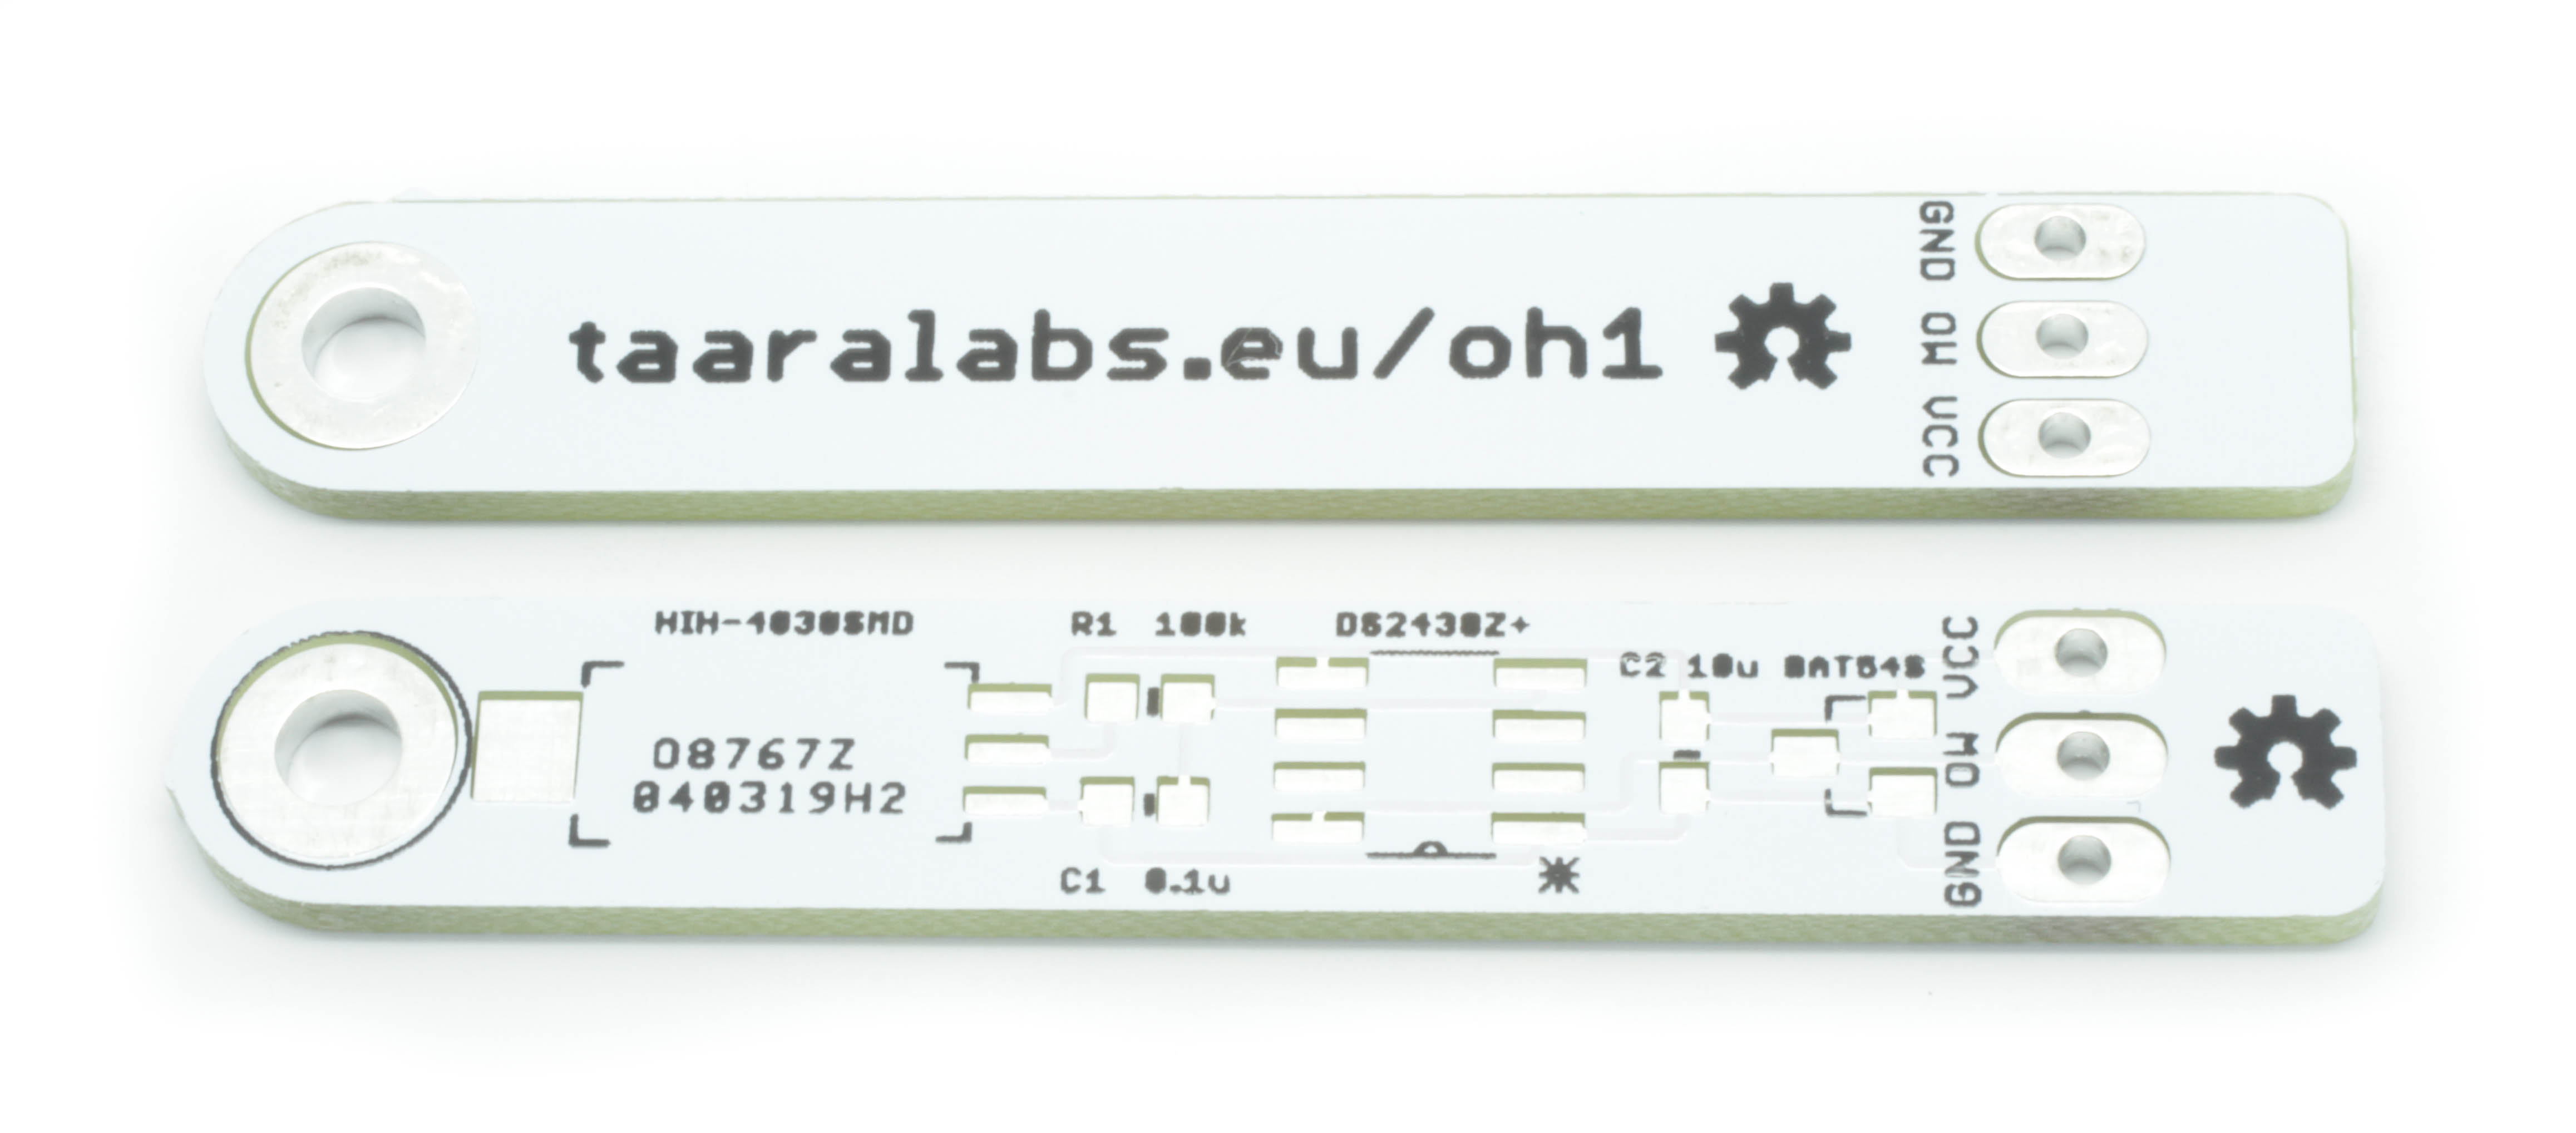 taaralabs.eu/oh1
GND
OW
VCC
HIH-4030SMD
R1 100k
DS2438Z+
C2 10u BAT54S
VCC
OW
GND
08767Z
040319H2
C1 0.1u